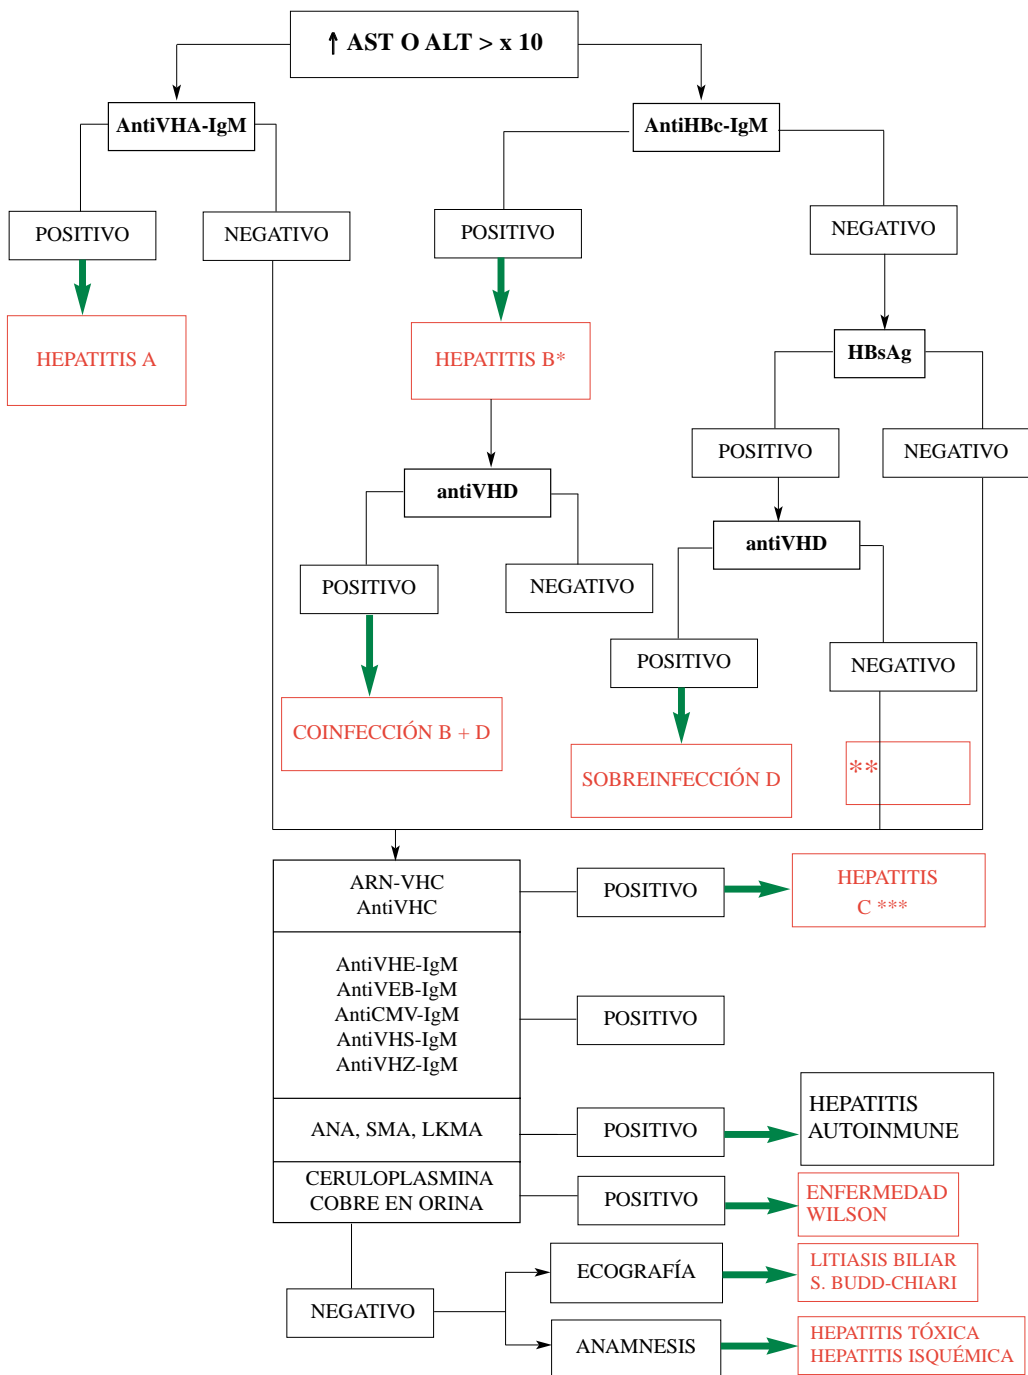 ↑ AST O ALT > x 10
AntiVHA-IgM
AntiHBc-IgM
POSITIVO
NEGATIVO
POSITIVO
NEGATIVO
HEPATITIS A
HEPATITIS B*
HBsAg
POSITIVO
NEGATIVO
antiVHD
antiVHD
POSITIVO
NEGATIVO
POSITIVO
NEGATIVO
COINFECCIÓN B + D
SOBREINFECCIÓN D
**
ARN-VHC
AntiVHC
POSITIVO
HEPATITIS
C ***
AntiVHE-IgM
AntiVEB-IgM
AntiCMV-IgM
AntiVHS-IgM
AntiVHZ-IgM
POSITIVO
ANA, SMA, LKMA
POSITIVO
HEPATITIS
AUTOINMUNE
CERULOPLASMINA
COBRE EN ORINA
POSITIVO
ENFERMEDAD
WILSON
NEGATIVO
ECOGRAFÍA
LITIASIS BILIAR
S. BUDD-CHIARI
ANAMNESIS
HEPATITIS TÓXICA
HEPATITIS ISQUÉMICA